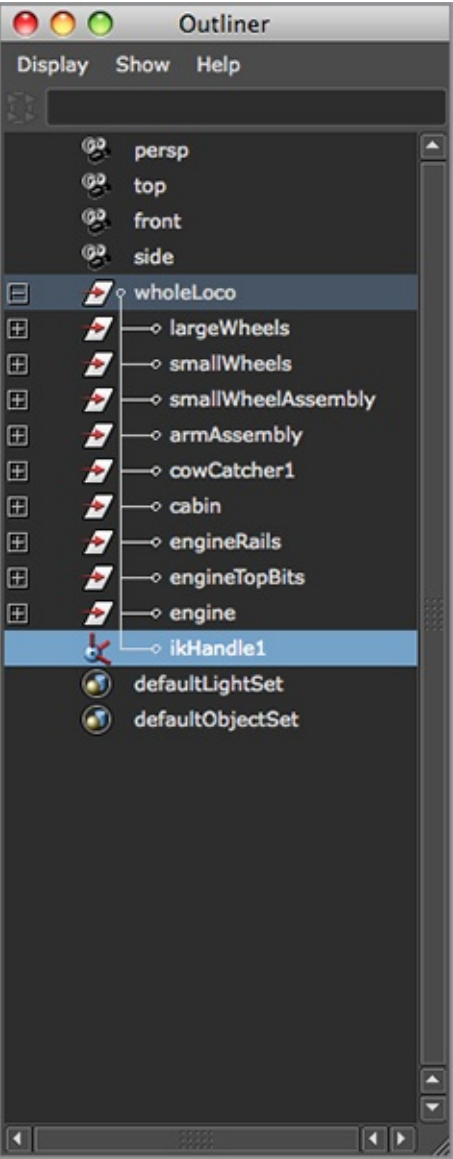 Outliner
Display Show Help
persp
top
front
side
wholeLoco
largeWheels
smallWheels
smallWheelAssembly
armAssembly
cowCatcher1
cabin
engineRails
engineTopBits
engine
ikHandle1
defaultLightSet
defaultObjectSet